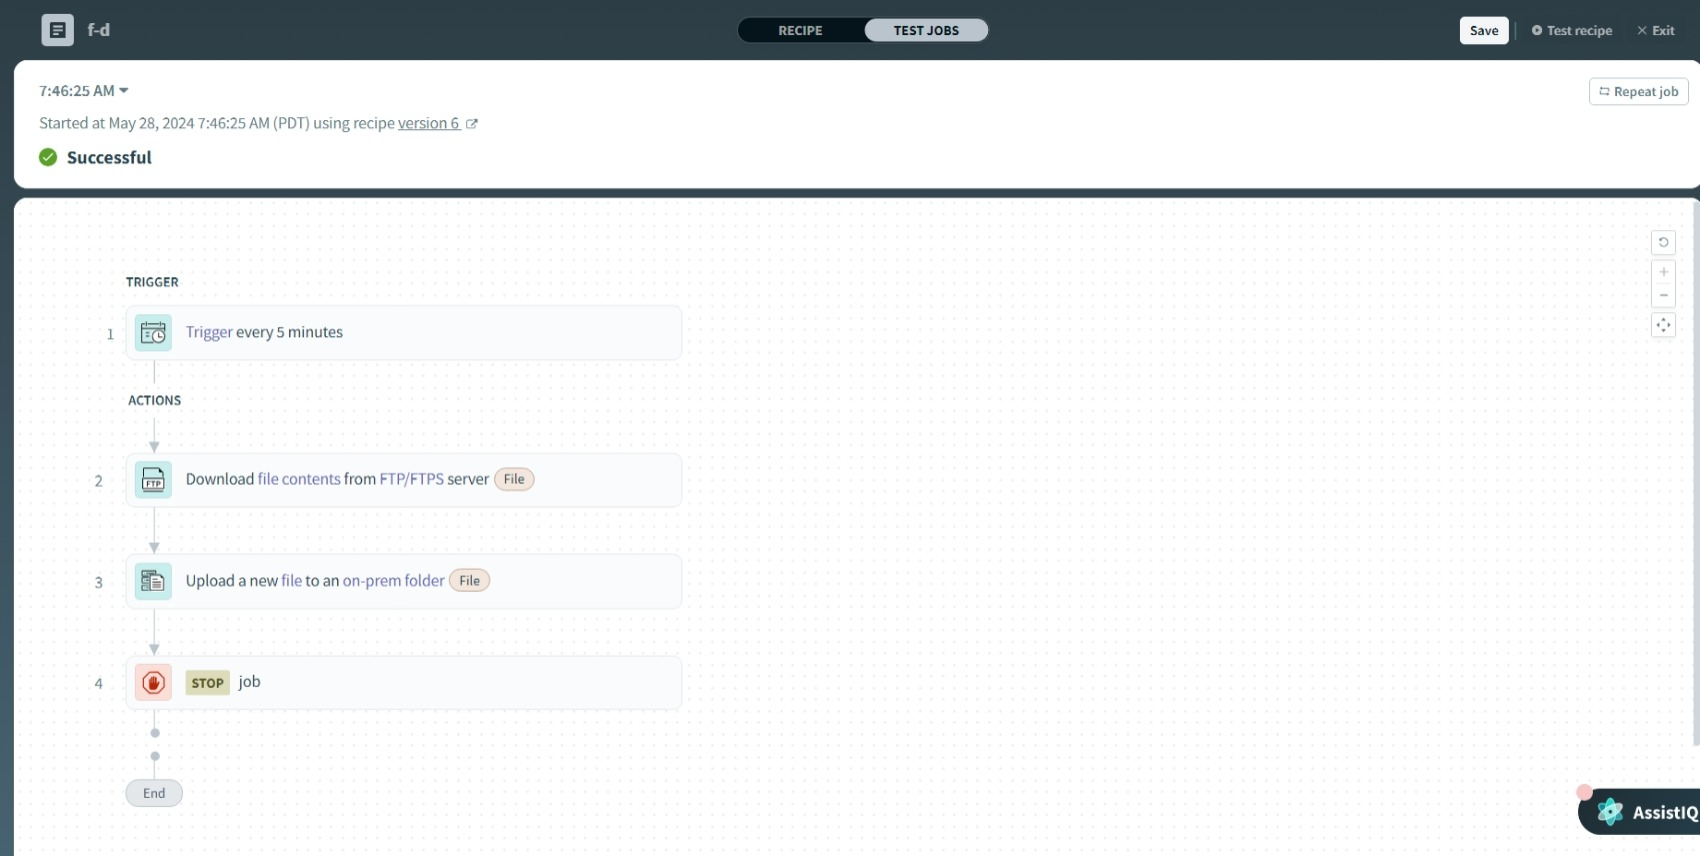 f-d
RECIPE
TEST JOBS
Save
Test recipe
Exit
7:46:25 AM
Repeat job
Started at May 28, 2024 7:46:25 AM (PDT) using recipe version 6
Successful
TRIGGER
1
Trigger every 5 minutes
ACTIONS
2
FTP
Download file contents from FTP/FTPS server File
3
Upload a new file to an on-prem folder File
4
STOP job
End
AssistIQ